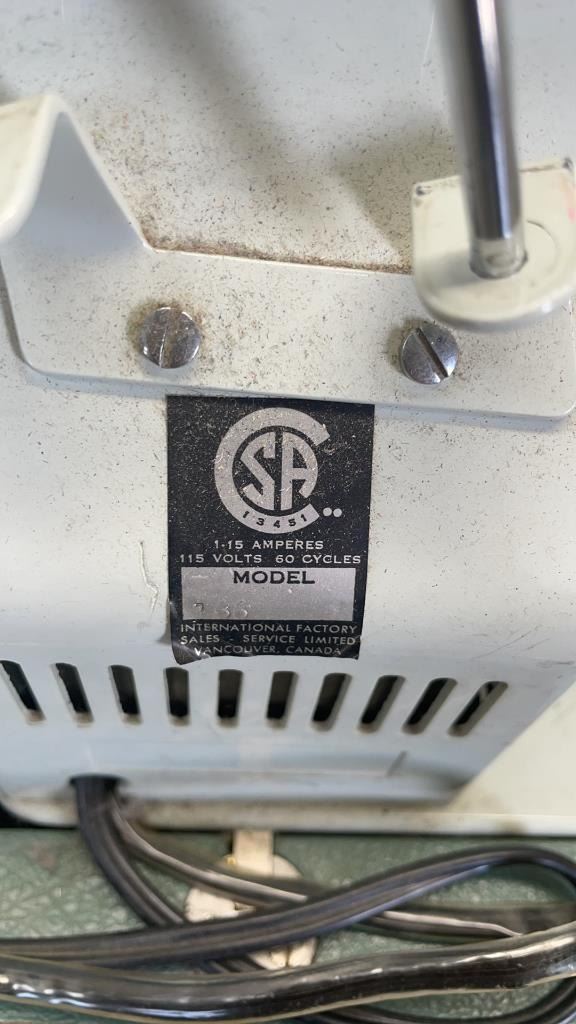 CSA
13451
1-15 AMPERES
115 VOLTS 60 CYCLES
MODEL
INTERNATIONAL FACTORY
SALES - SERVICE LIMITED
VANCOUVER, CANADA